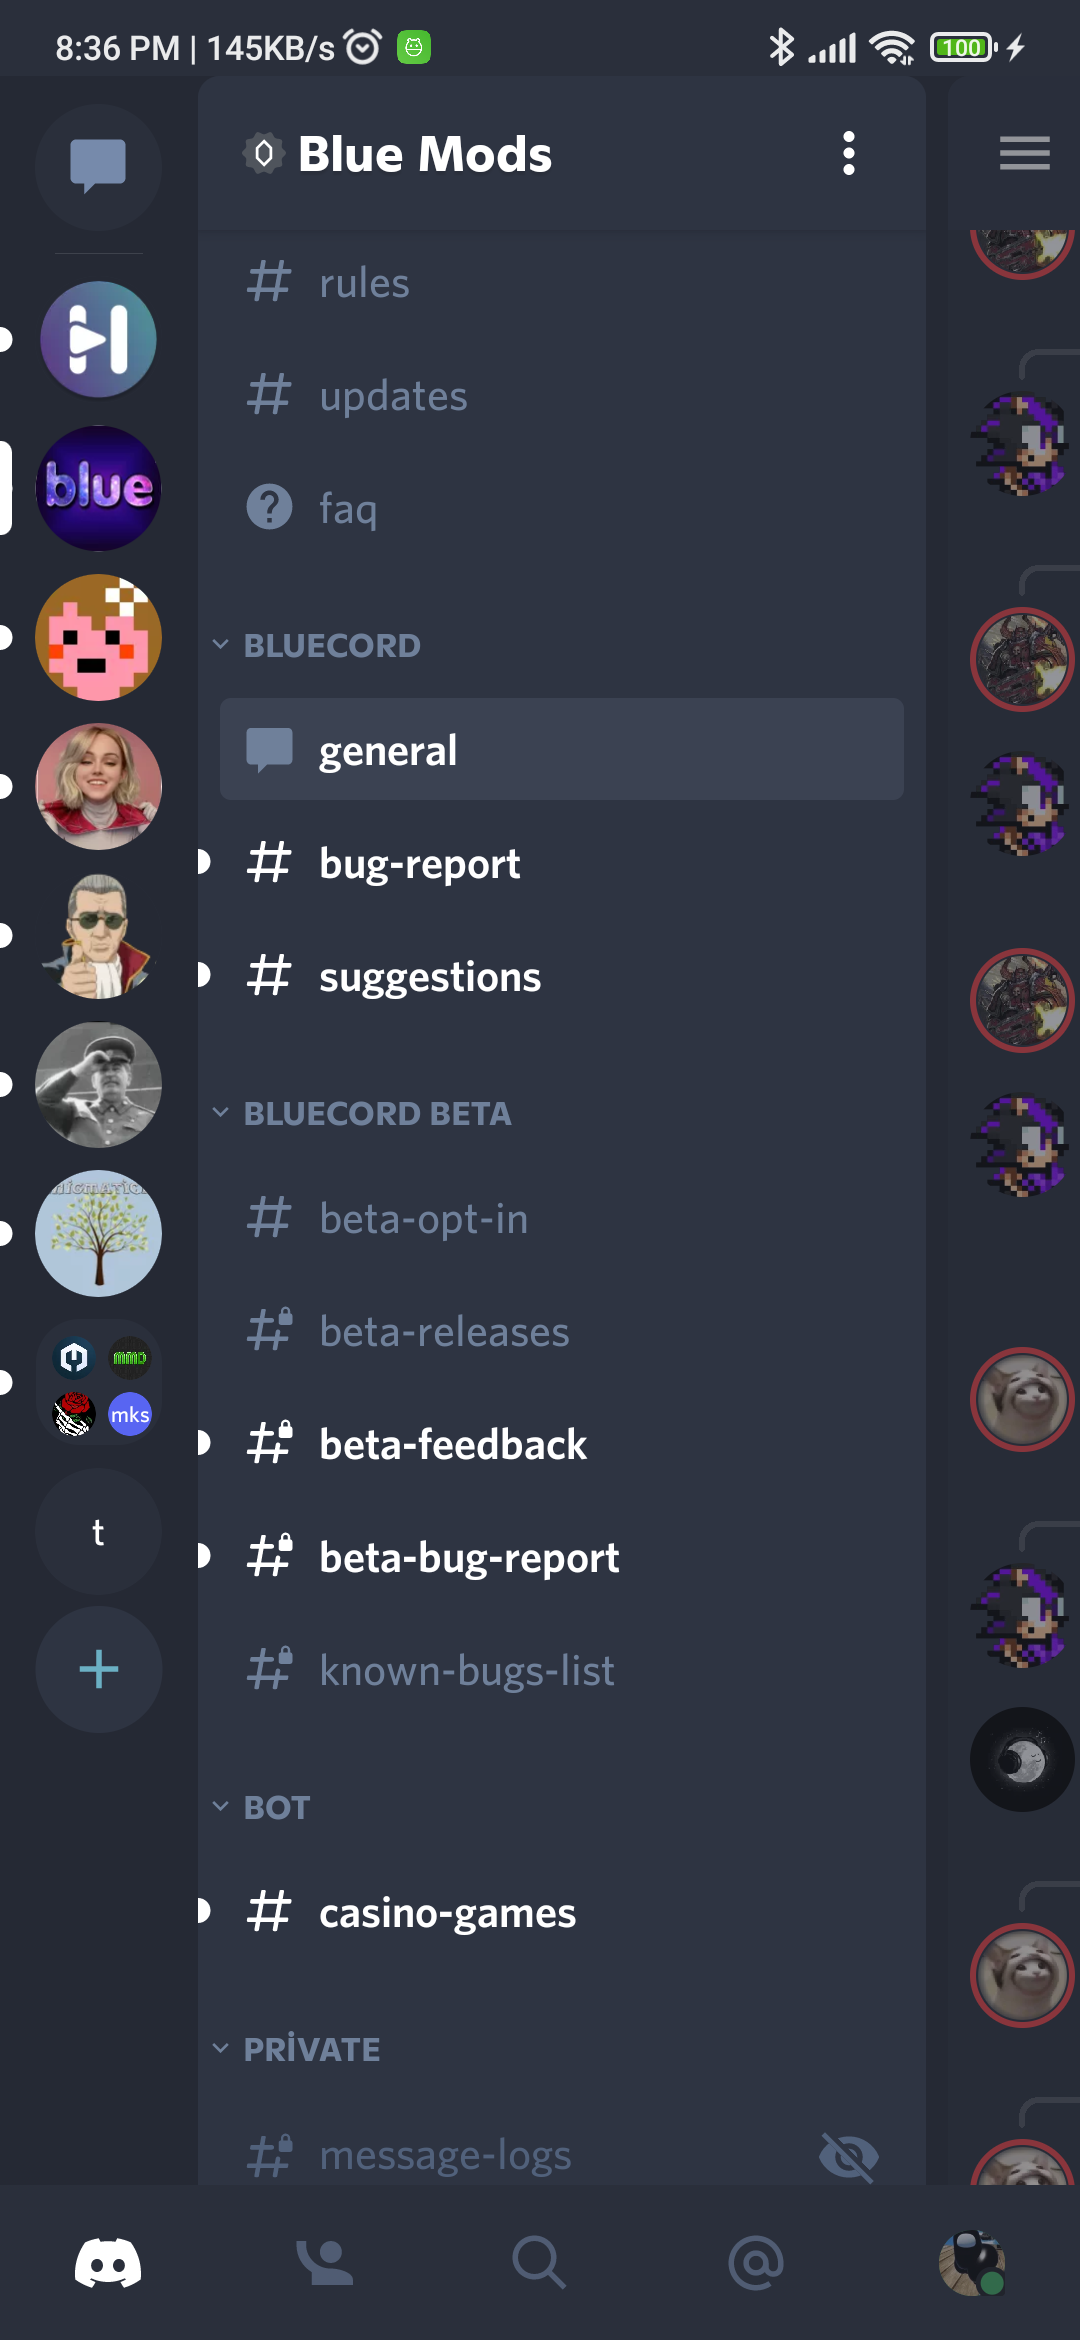 8:36 PM | 145KB/s
100
Blue Mods
rules
updates
faq
blue
BLUECORD
general
bug-report
suggestions
BLUECORD BETA
beta-opt-in
beta-releases
beta-feedback
mmd
mks
beta-bug-report
t
known-bugs-list
BOT
casino-games
PRİVATE
message-logs